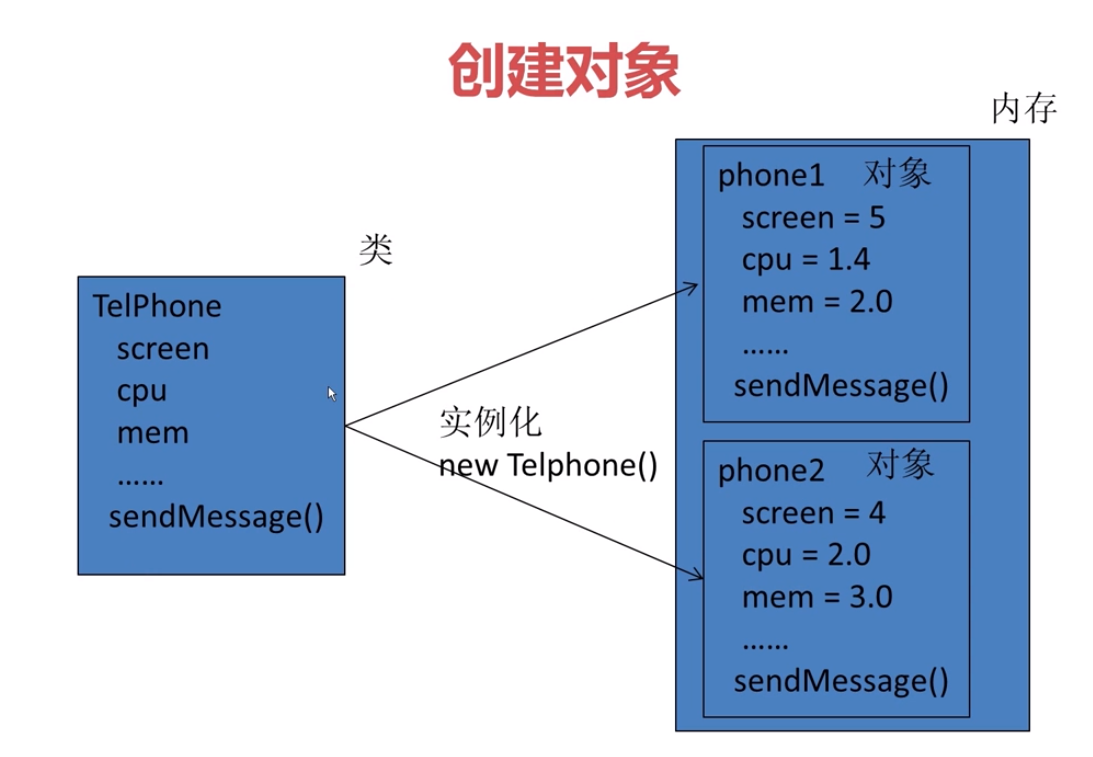 创建对象
内存
类
TelPhone
screen
cpu
mem
......
sendMessage()
实例化
new Telphone()
phone1 对象
screen = 5
cpu = 1.4
mem = 2.0
......
sendMessage()
phone2 对象
screen = 4
cpu = 2.0
mem = 3.0
......
sendMessage()